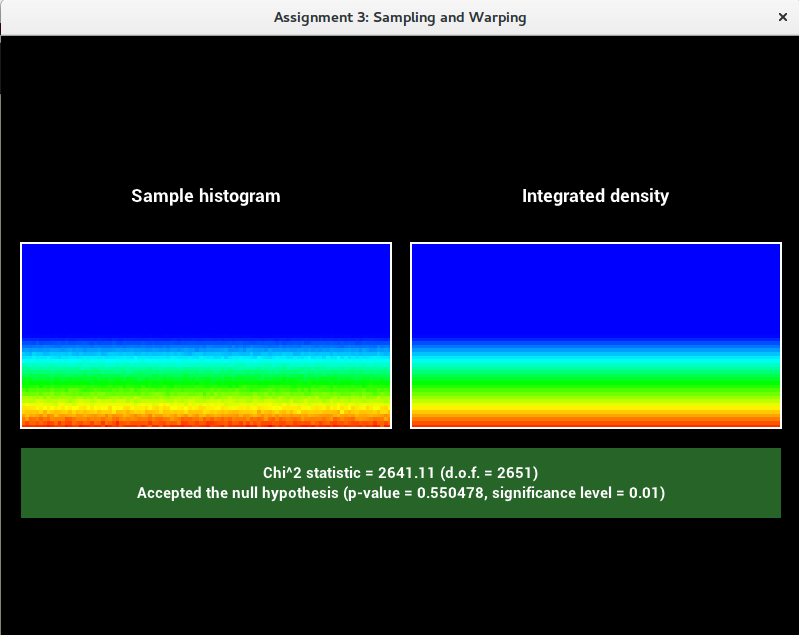 Assignment 3: Sampling and Warping
Sample histogram
Integrated density
Chi^2 statistic = 2641.11 (d.o.f. = 2651)
Accepted the null hypothesis (p-value = 0.550478, significance level = 0.01)